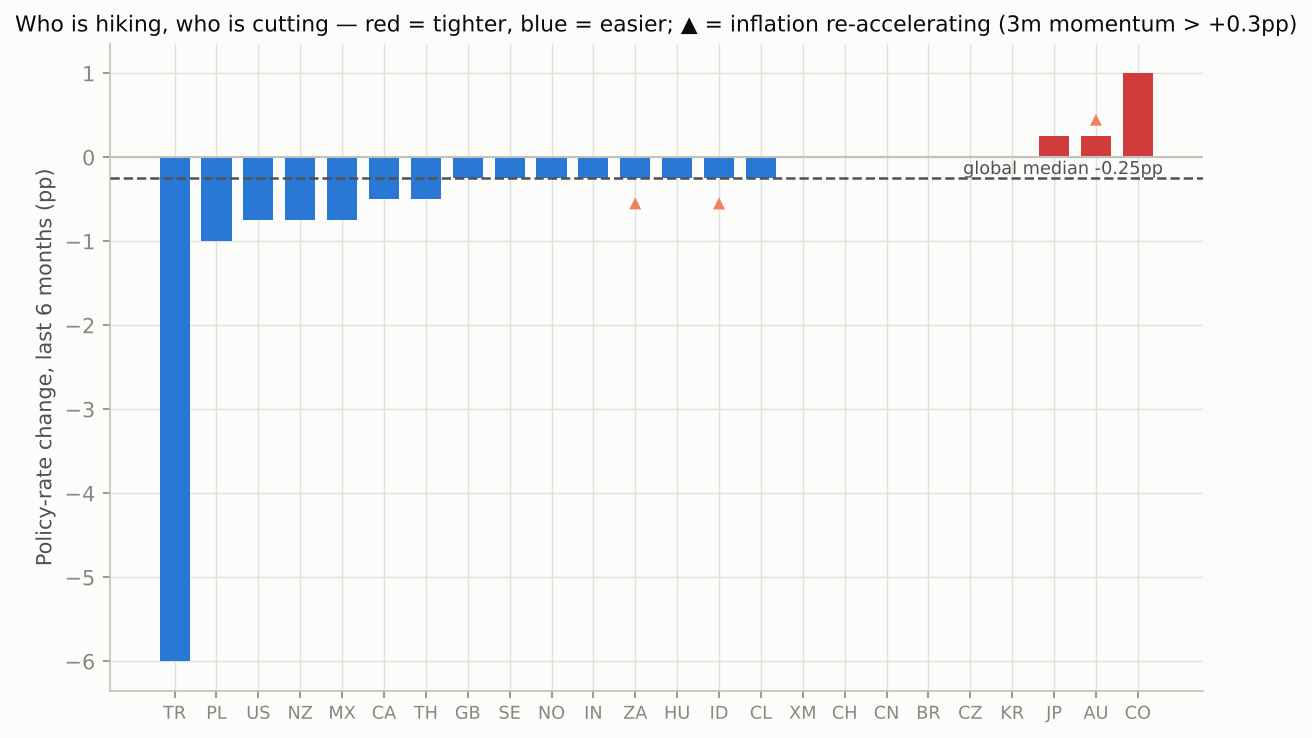 Who is hiking, who is cutting — red = tighter, blue = easier; ▲ = inflation re-accelerating (3m momentum > +0.3pp)
Policy-rate change, last 6 months (pp)
1
0
−1
−2
−3
−4
−5
−6
global median -0.25pp
TR PL US NZ MX CA TH GB SE NO IN ZA HU ID CL XM CH CN BR CZ KR JP AU CO